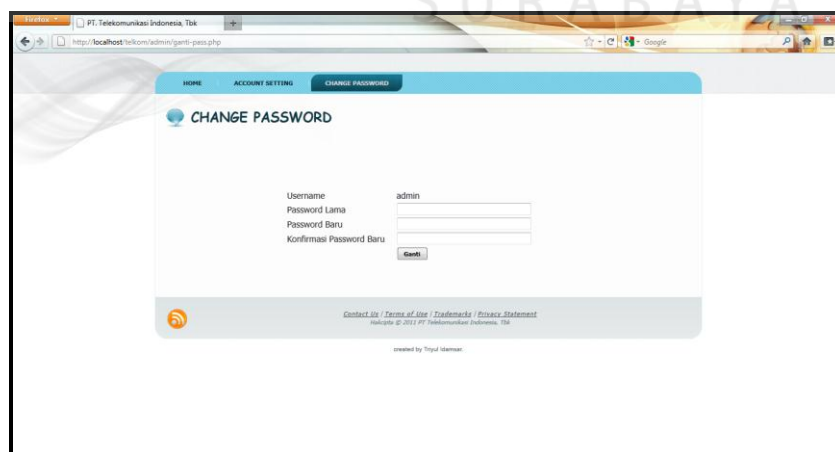 SURABAYA
Firefox
PT. Telekomunikasi Indonesia, Tbk
http://localhost/telkom/admin/ganti-pass.php
Google
HOME
ACCOUNT SETTING
CHANGE PASSWORD
CHANGE PASSWORD
Username admin
Password Lama
Password Baru
Konfirmasi Password Baru
Ganti
Contact Us / Terms of Use / Trademarks / Privacy Statement
Hakcipta © 2011 PT Telekomunikasi Indonesia, Tbk
created by Triyul